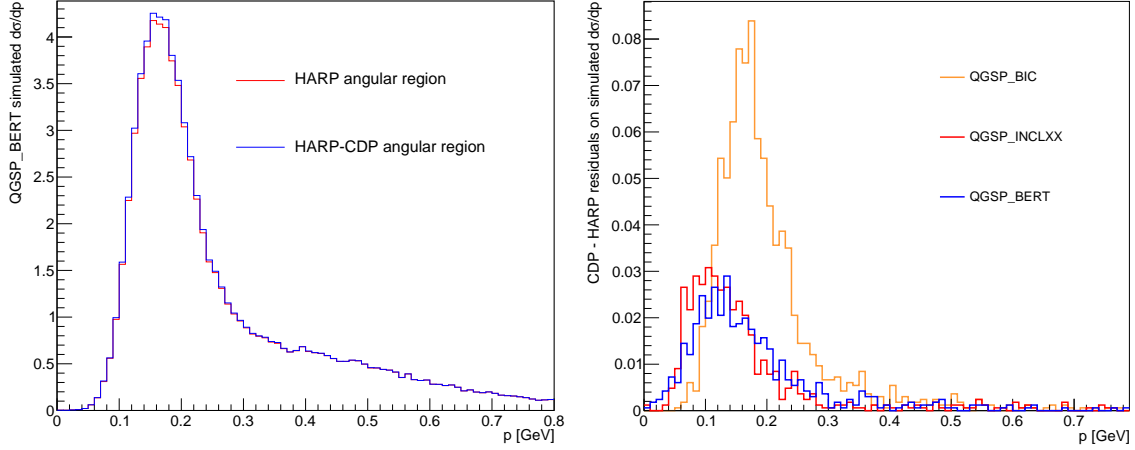 QGSP_BERT simulated dσ/dp
4
3.5
3
2.5
2
1.5
1
0.5
0
0 0.1 0.2 0.3 0.4 0.5 0.6 0.7 0.8
p [GeV]
HARP angular region
HARP-CDP angular region
CDP - HARP residuals on simulated dσ/dp
0.08
0.07
0.06
0.05
0.04
0.03
0.02
0.01
0
0 0.1 0.2 0.3 0.4 0.5 0.6 0.7
p [GeV]
QGSP_BIC
QGSP_INCLXX
QGSP_BERT